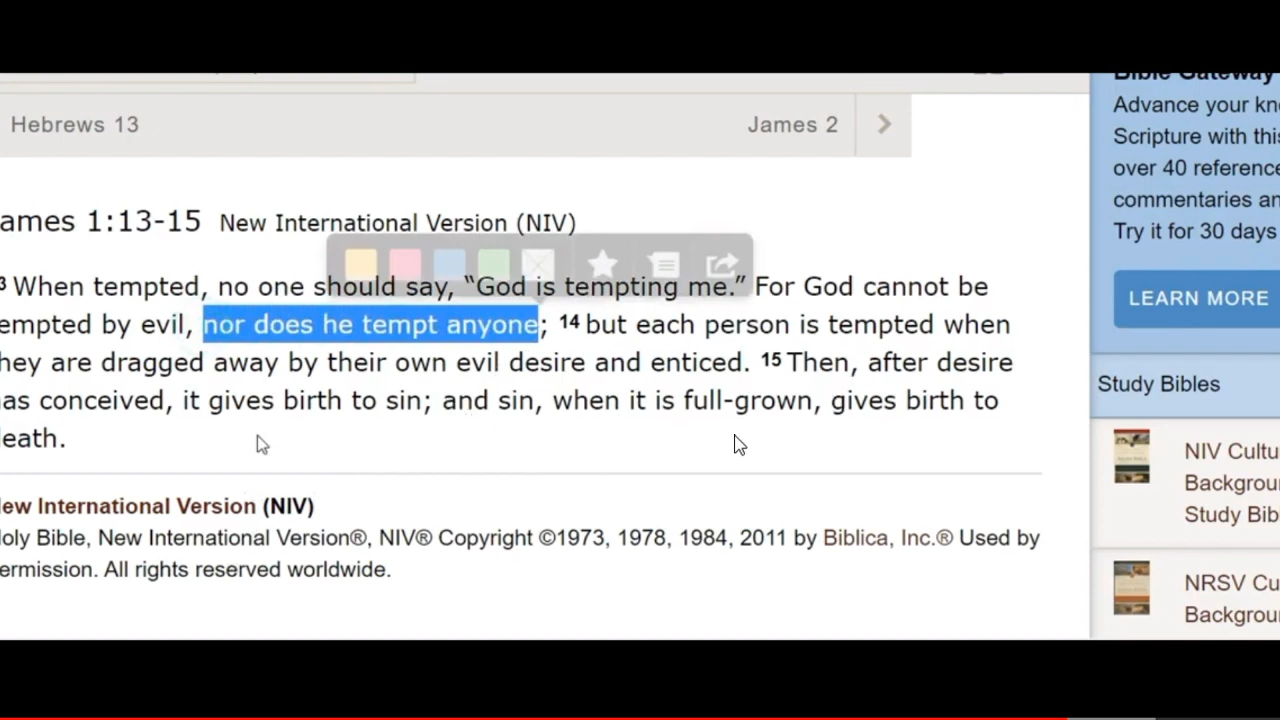 Hebrews 13
James 2
ames 1:13-15 New International Version (NIV)
3 When tempted, no one should say, “God is tempting me.” For God cannot be
empted by evil, nor does he tempt anyone; 14 but each person is tempted when
hey are dragged away by their own evil desire and enticed. 15 Then, after desire
as conceived, it gives birth to sin; and sin, when it is full-grown, gives birth to
eath.
ew International Version (NIV)
oly Bible, New International Version®, NIV® Copyright ©1973, 1978, 1984, 2011 by Biblica, Inc.® Used by
ermission. All rights reserved worldwide.
Bible Gateway
Advance your kn
Scripture with this
over 40 reference
commentaries an
Try it for 30 days
LEARN MORE
Study Bibles
NIV Cultu
Backgrou
Study Bib
NRSV Cu
Backgrou